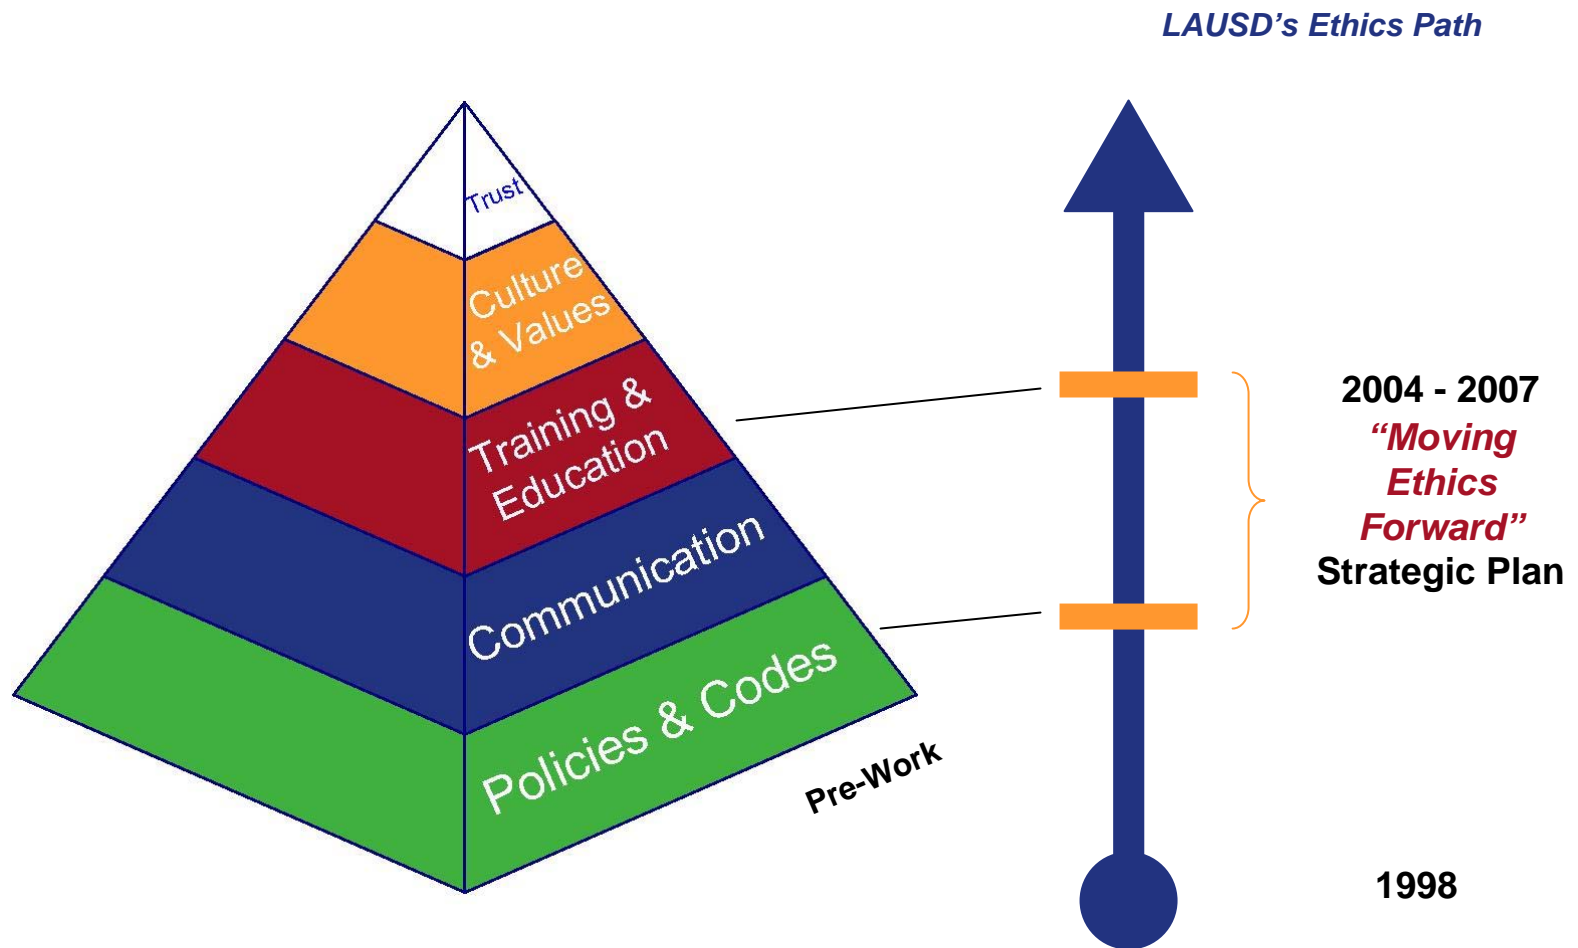 LAUSD’s Ethics Path
Trust
Culture
& Values
Training &
Education
Communication
Policies & Codes
Pre-Work
2004 - 2007
“Moving
Ethics
Forward”
Strategic Plan
1998